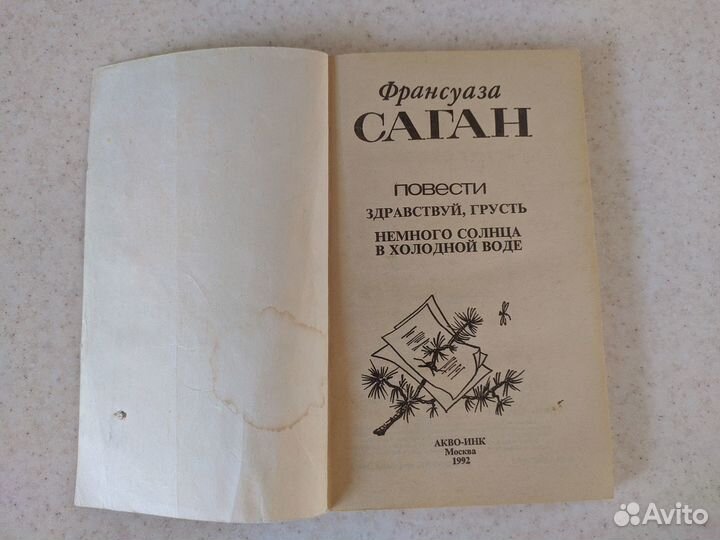 Франсуаза
САГАН
ПОВЕСТИ
ЗДРАВСТВУЙ, ГРУСТЬ
НЕМНОГО СОЛНЦА
В ХОЛОДНОЙ ВОДЕ
АКВО-ИНК
Москва
1992
Avito